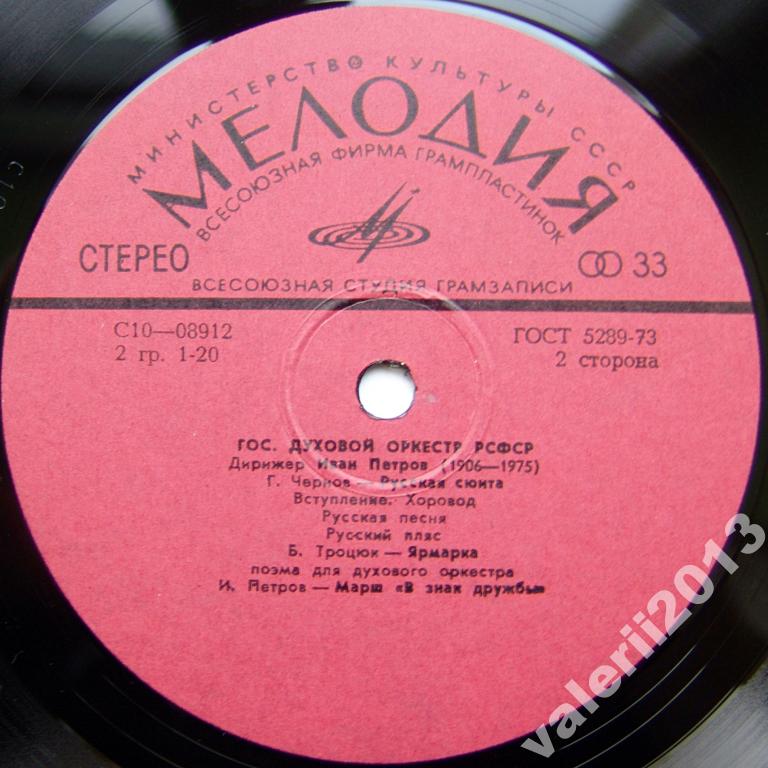 МИНИСТЕРСТВО КУЛЬТУРЫ СССР
МЕЛОДИЯ
ВСЕСОЮЗНАЯ ФИРМА ГРАМПЛАСТИНОК
СТЕРЕО
33
ВСЕСОЮЗНАЯ СТУДИЯ ГРАМЗАПИСИ
С10—08912
ГОСТ 5289-73
2 гр. 1-20
2 сторона
ГОС. ДУХОВОЙ ОРКЕСТР РСФСР
Дирижер Иван Петров (1906—1975)
Г. Чернов — Русская сюита
Вступление. Хоровод
Русская песня
Русский пляс
Б. Троцюк — Ярмарка
поэма для духового оркестра
И. Петров — Марш «В знак дружбы»
valerii2013